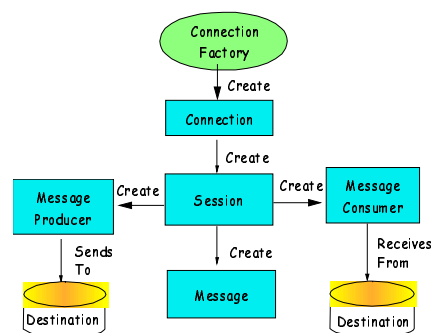 Connection
Factory
Create
Connection
Create
Message
Producer
Create
Session
Create
Message
Consumer
Sends
To
Create
Receives
From
Message
Destination
Destination